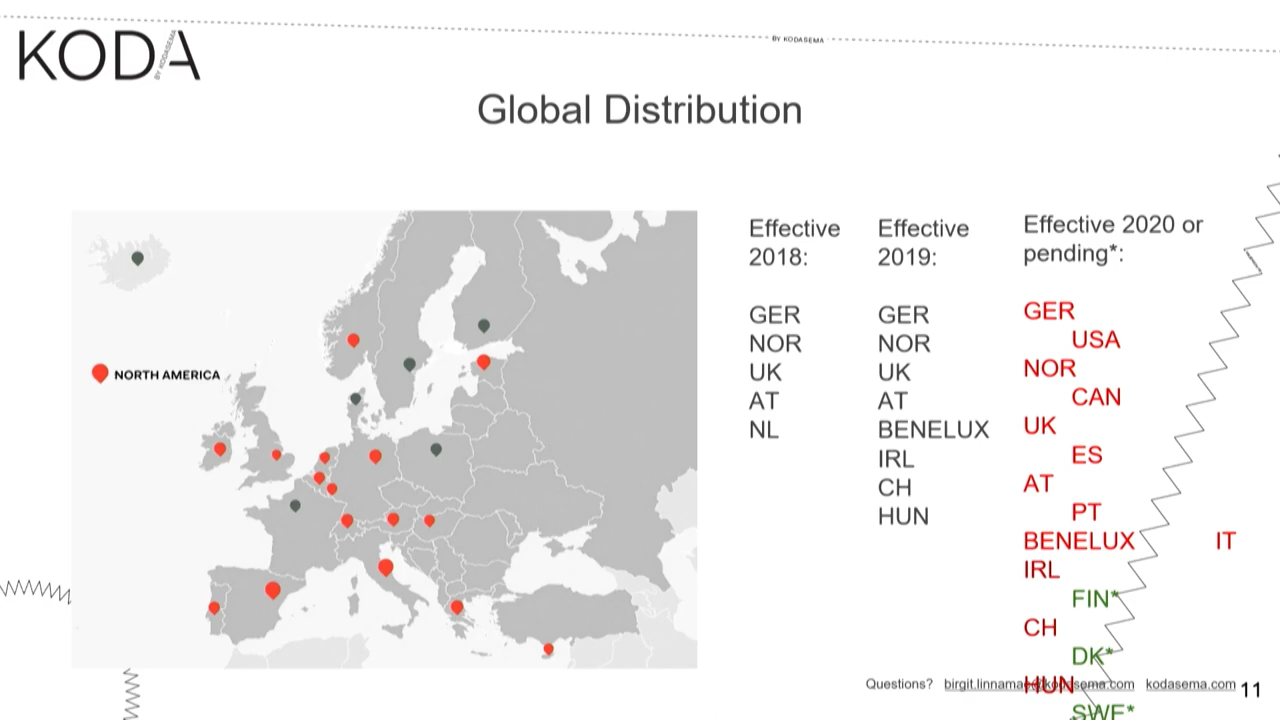 KODA
BY KODASEMA
BY KODASEMA
Global Distribution
NORTH AMERICA
Effective
2018:
GER
NOR
UK
AT
NL
Effective
2019:
GER
NOR
UK
AT
BENELUX
IRL
CH
HUN
Effective 2020 or
pending*:
GER
USA
NOR
CAN
UK
ES
AT
PT
BENELUX IT
IRL
FIN*
CH
DK*
HUN
SWE*
Questions? kodasema.com 11